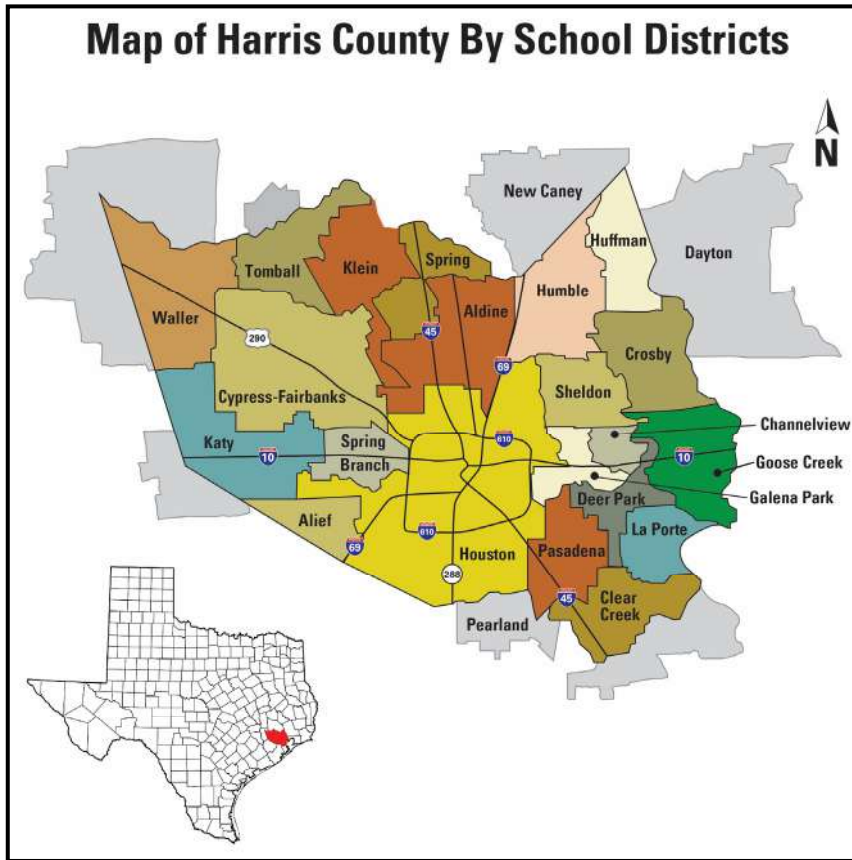 Map of Harris County By School Districts
N
New Caney
Huffman
Dayton
Tomball
Klein
Spring
Humble
Aldine
Waller
290
45
Crosby
69
Cypress-Fairbanks
Sheldon
Channelview
Katy
Spring
Branch
610
10
10
Goose Creek
Galena Park
Deer Park
Alief
La Porte
69
610
Houston
Pasadena
288
45
Clear
Creek
Pearland